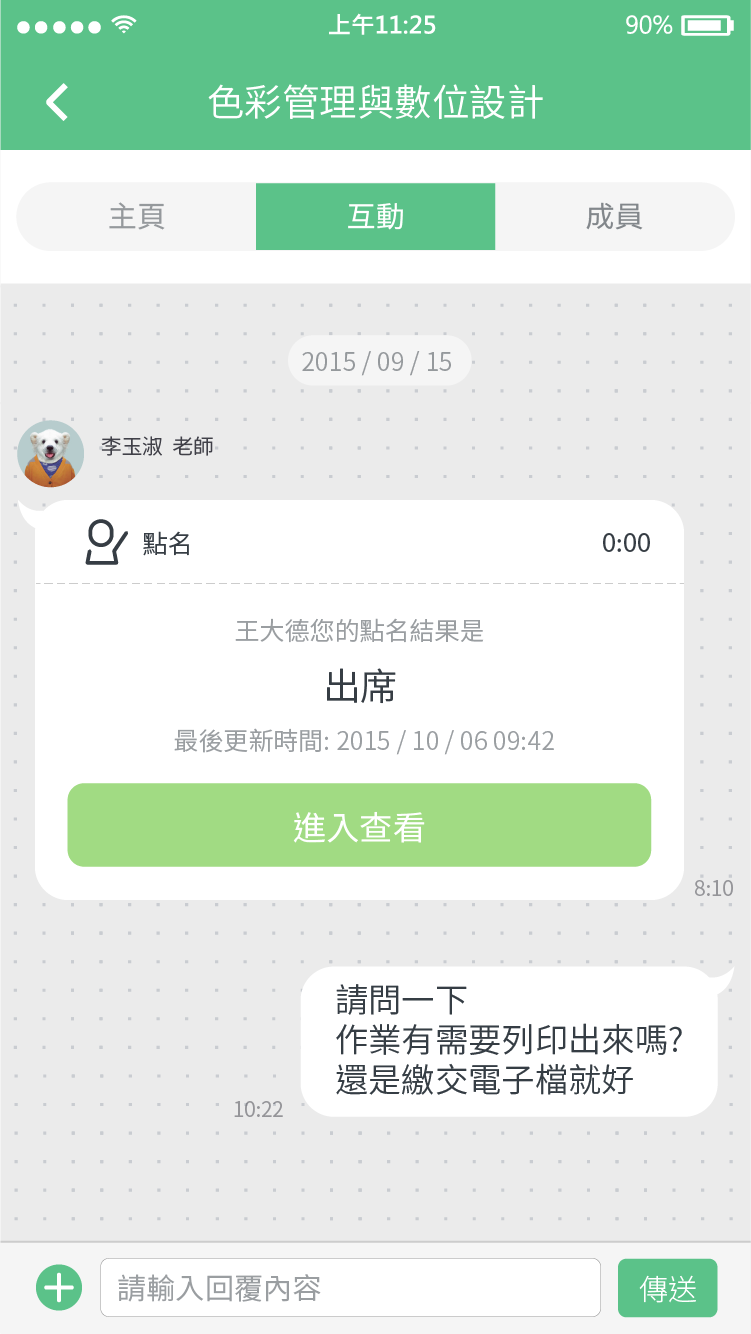 上午11:25
90%
色彩管理與數位設計
主頁
互動
成員
2015 / 09 / 15
李玉淑 老師
點名
0:00
王大德您的點名結果是
出席
最後更新時間: 2015 / 10 / 06 09:42
進入查看
8:10
請問一下
作業有需要列印出來嗎?
還是繳交電子檔就好
10:22
請輸入回覆內容
傳送